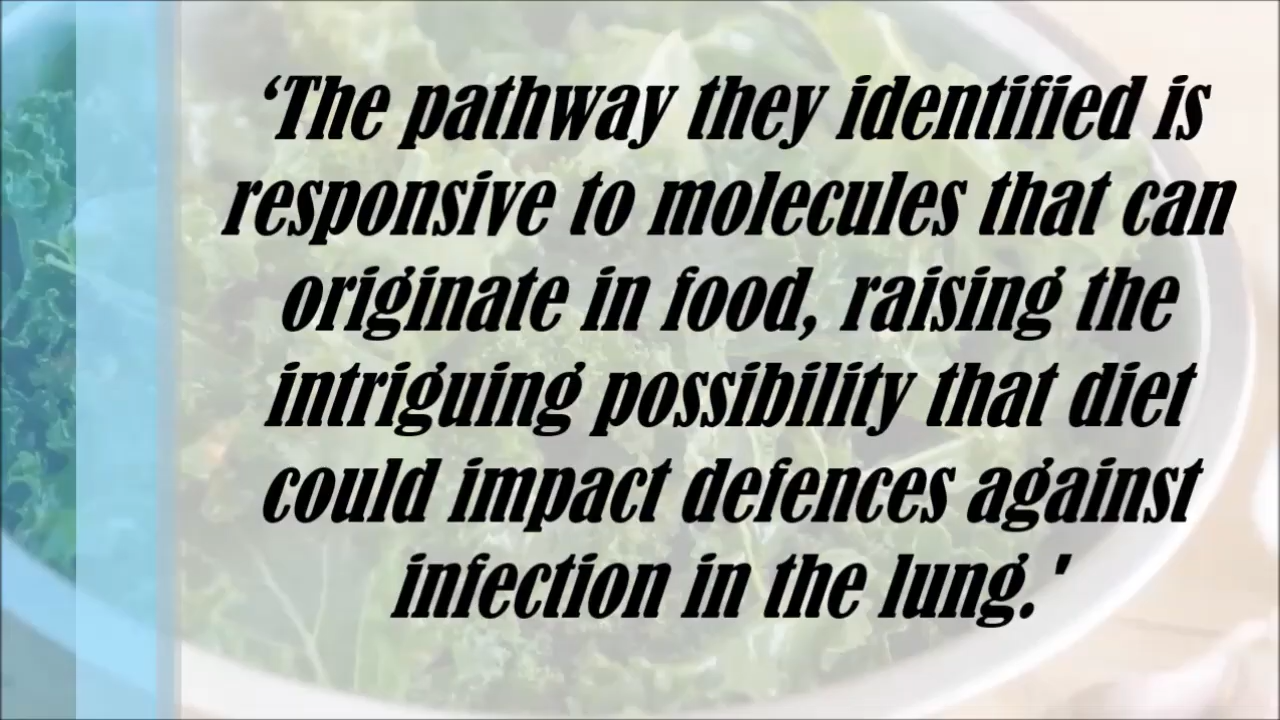 ‘The pathway they identified is
responsive to molecules that can
originate in food, raising the
intriguing possibility that diet
could impact defences against
infection in the lung.'